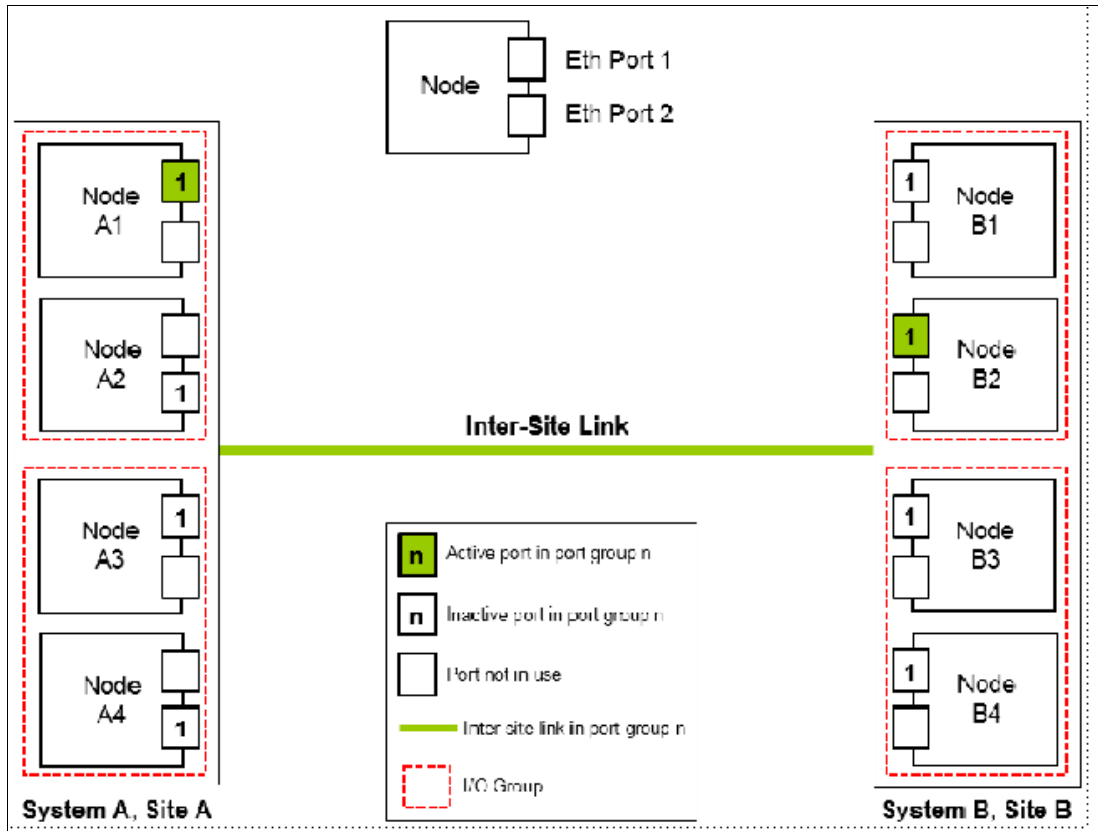 Node
Eth Port 1
Eth Port 2
1
Node
A1
Node
A2
1
1
Node
B1
1
Node
B2
Inter-Site Link
1
Node
A3
Node
A4
1
n
Active port in port group n
n
Inactive port in port group n
Port not in use
Inter site link in port group n
I/O Group
1
Node
B3
1
Node
B4
System A, Site A
System B, Site B